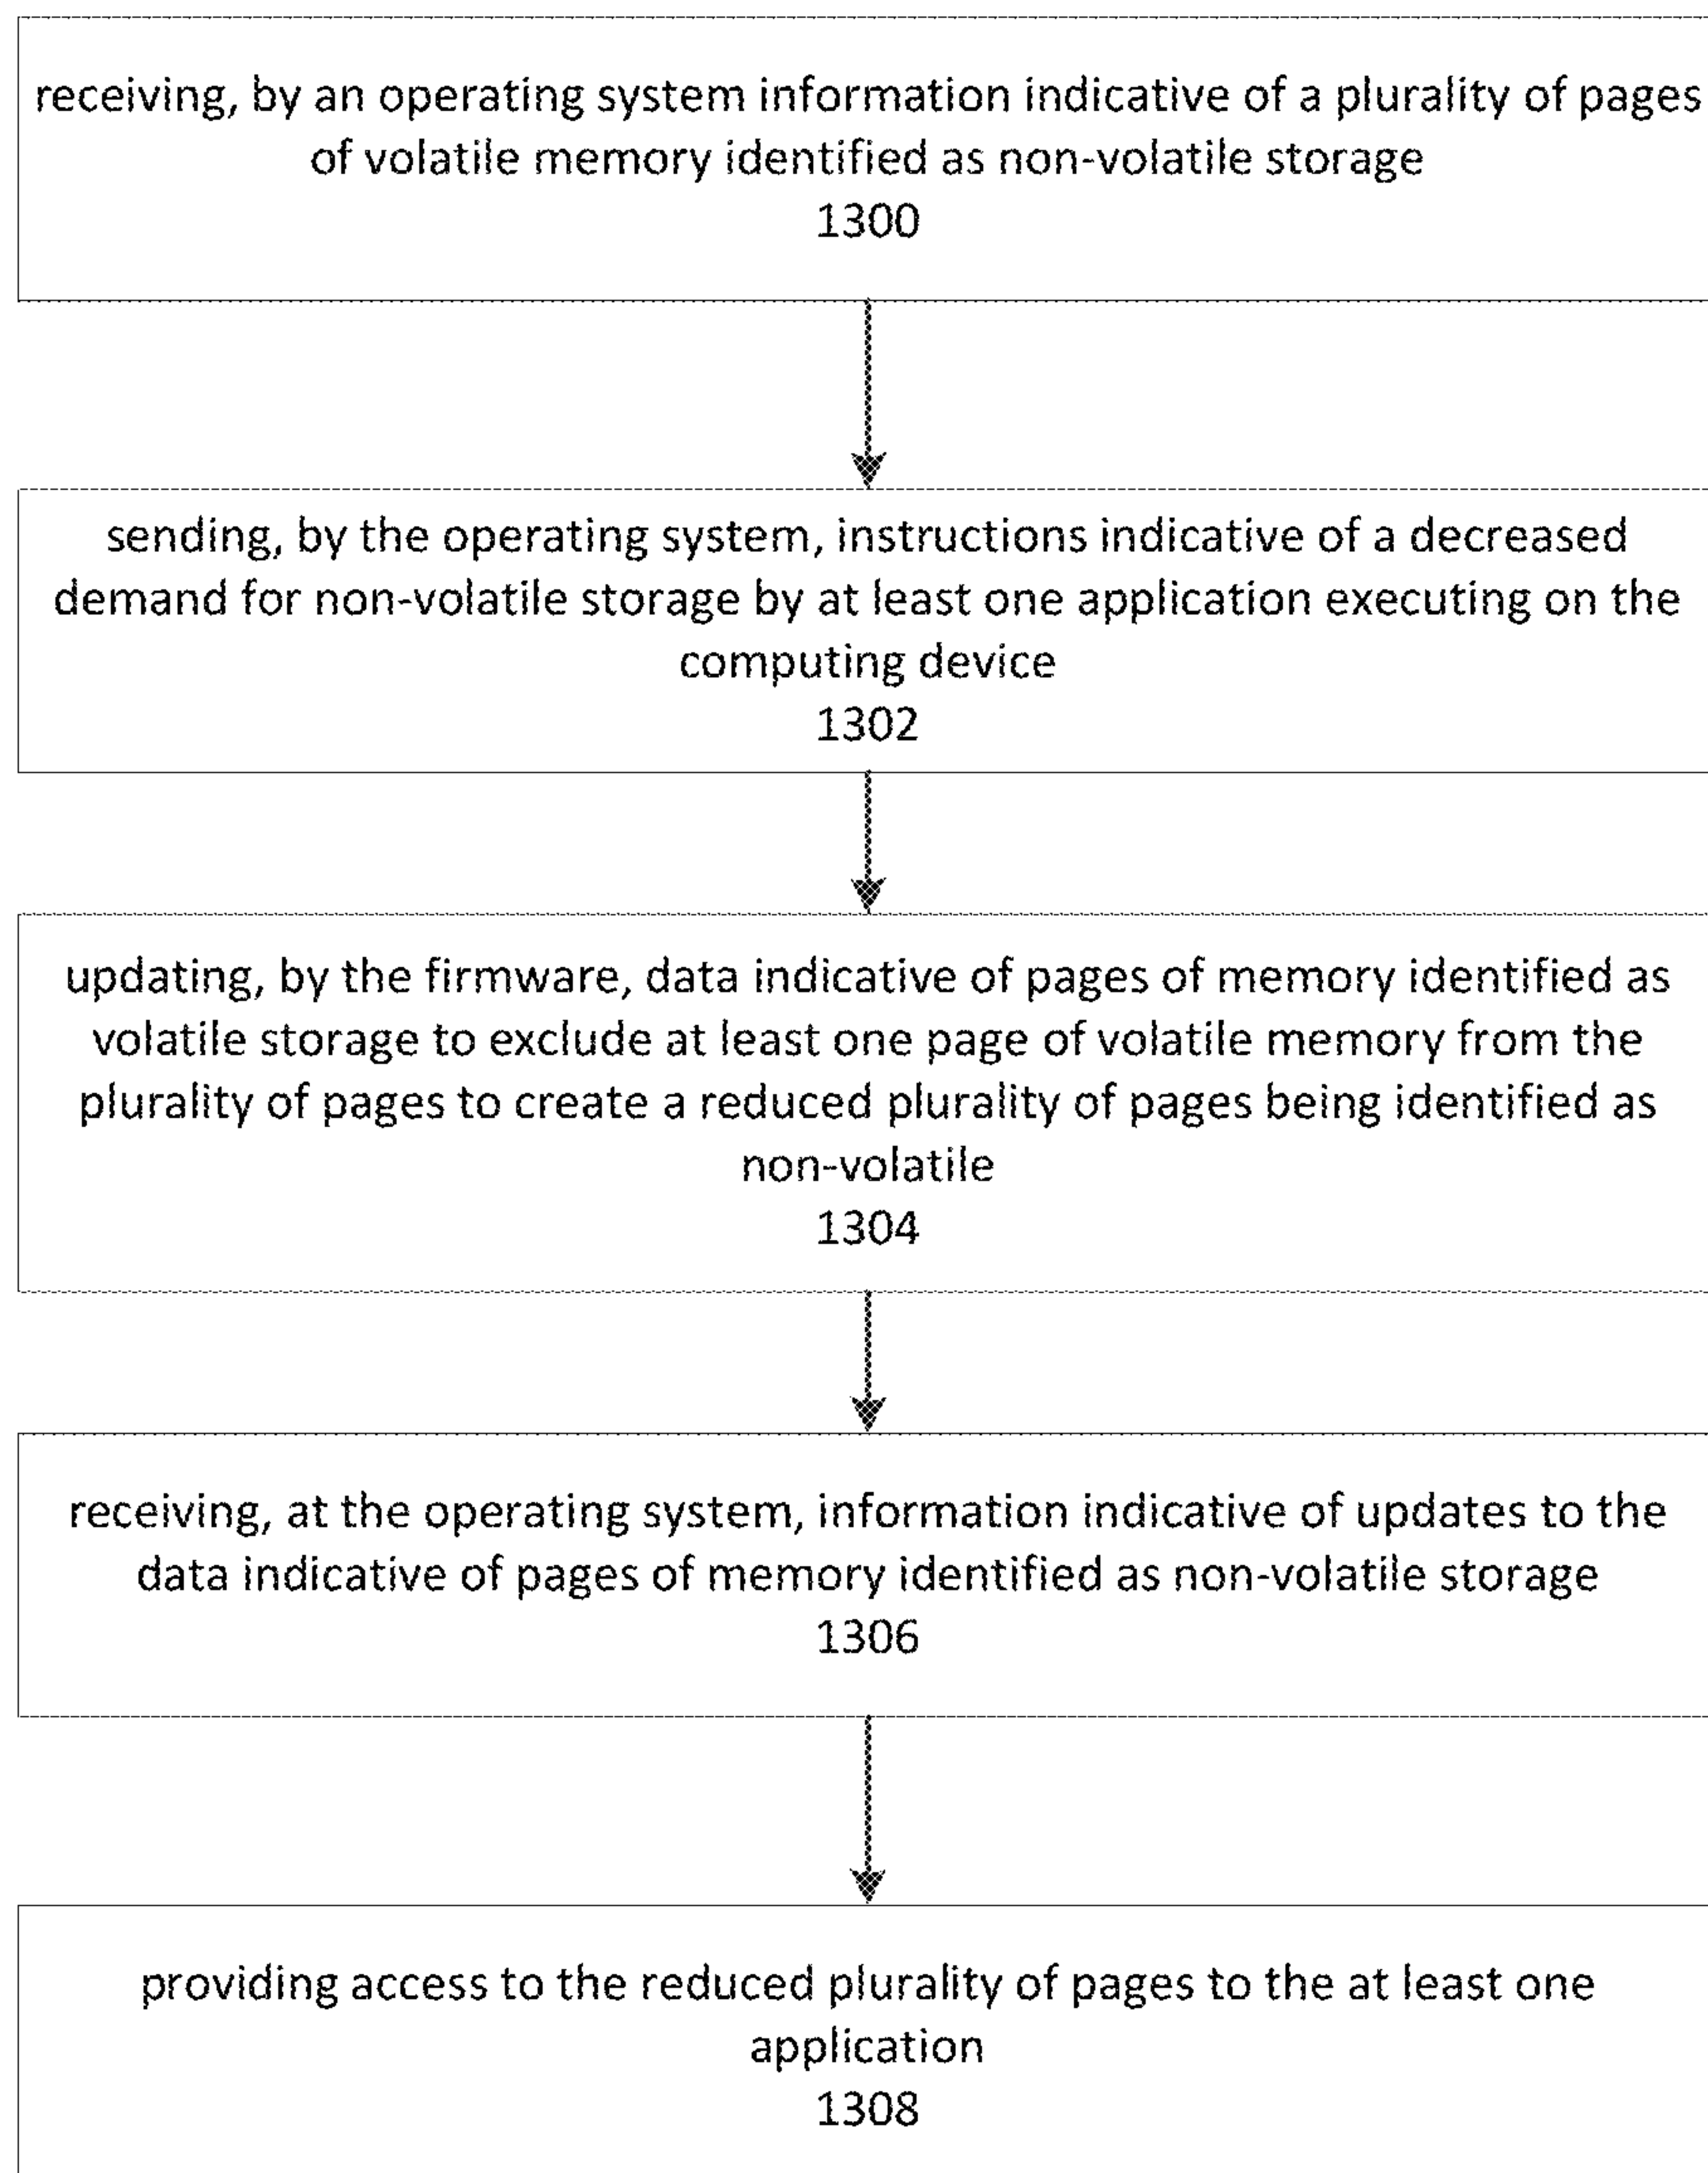 receiving, by an operating system information indicative of a plurality of pages
of volatile memory identified as non-volatile storage
1300
sending, by the operating system, instructions indicative of a decreased
demand for non-volatile storage by at least one application executing on the
computing device
1302
updating, by the firmware, data indicative of pages of memory identified as
volatile storage to exclude at least one page of volatile memory from the
plurality of pages to create a reduced plurality of pages being identified as
non-volatile
1304
receiving, at the operating system, information indicative of updates to the
data indicative of pages of memory identified as non-volatile storage
1306
providing access to the reduced plurality of pages to the at least one
application
1308